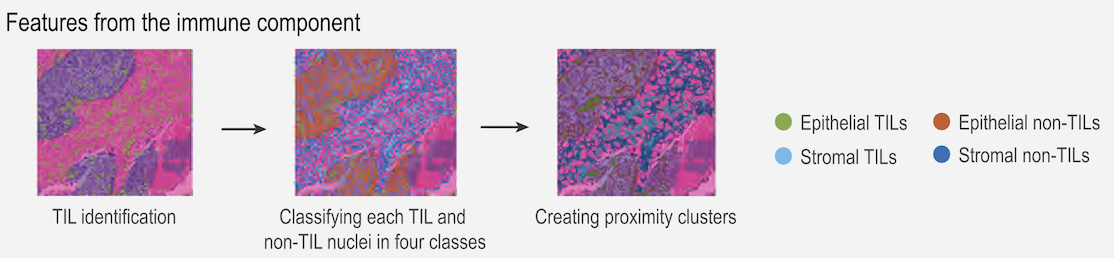 Features from the immune component
TIL identification
Classifying each TIL and
non-TIL nuclei in four classes
Creating proximity clusters
Epithelial TILs
Epithelial non-TILs
Stromal TILs
Stromal non-TILs